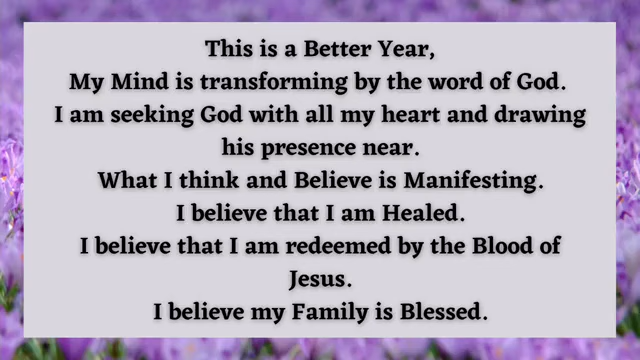 This is a Better Year,
My Mind is transforming by the word of God.
I am seeking God with all my heart and drawing
his presence near.
What I think and Believe is Manifesting.
I believe that I am Healed.
I believe that I am redeemed by the Blood of
Jesus.
I believe my Family is Blessed.